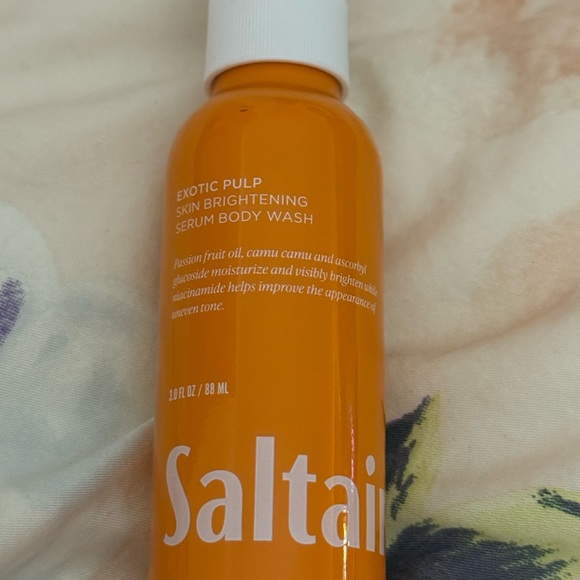 EXOTIC PULP
SKIN BRIGHTENING
SERUM BODY WASH
Passion fruit oil, camu camu and ascorbyl
glucoside moisturize and visibly brighten while
niacinamide helps improve the appearance of
uneven tone.
3.0 FL OZ / 88 ML
Saltair